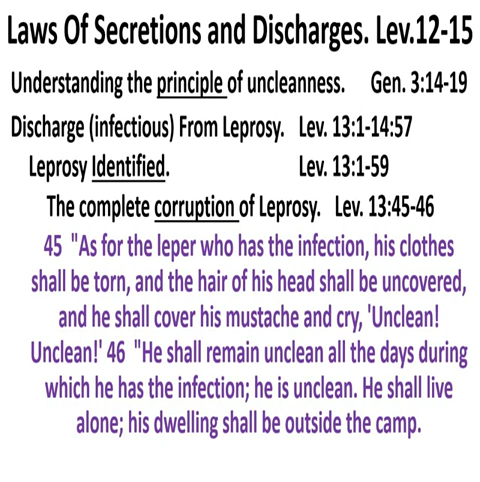 Laws Of Secretions and Discharges. Lev.12-15
Understanding the principle of uncleanness. Gen. 3:14-19
Discharge (infectious) From Leprosy. Lev. 13:1-14:57
Leprosy Identified. Lev. 13:1-59
The complete corruption of Leprosy. Lev. 13:45-46
45 "As for the leper who has the infection, his clothes
shall be torn, and the hair of his head shall be uncovered,
and he shall cover his mustache and cry, 'Unclean!
Unclean!' 46 "He shall remain unclean all the days during
which he has the infection; he is unclean. He shall live
alone; his dwelling shall be outside the camp.